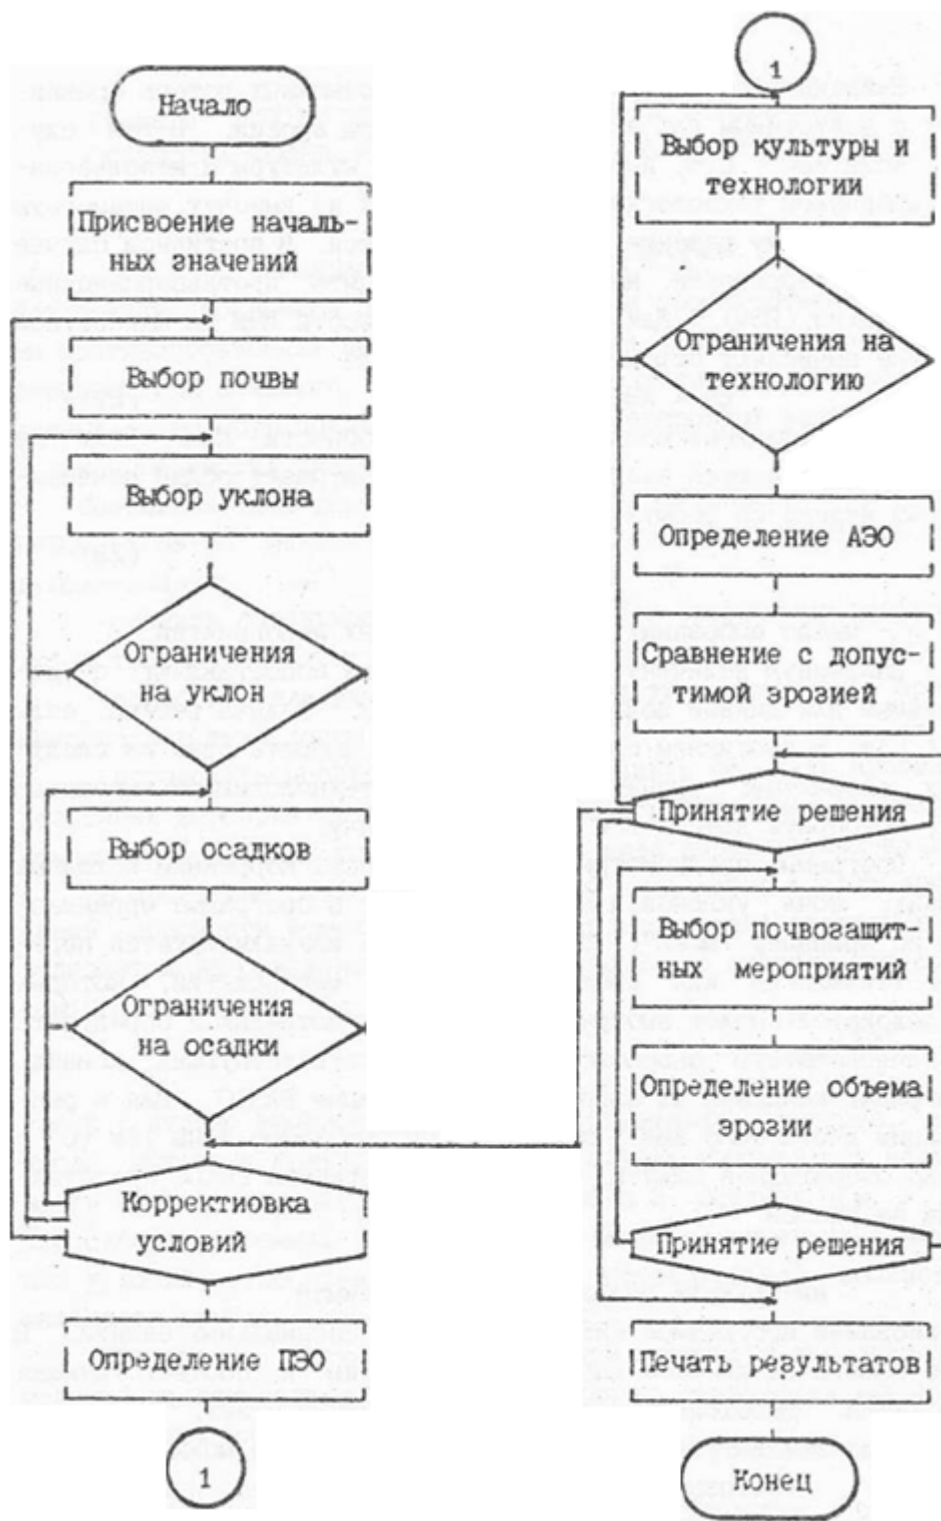 Начало
Присвоение началь-
ных значений
Выбор почвы
Выбор уклона
Ограничения
на уклон
Выбор осадков
Ограничения
на осадки
Корректиовка
условий
Определение ПЭО
1
1
Выбор культуры и
технологии
Ограничения на
технологию
Определение АЭО
Сравнение с допус-
тимой эрозией
Принятие решения
Выбор почвозащит-
ных мероприятий
Определение объема
эрозии
Принятие решения
Печать результатов
Конец